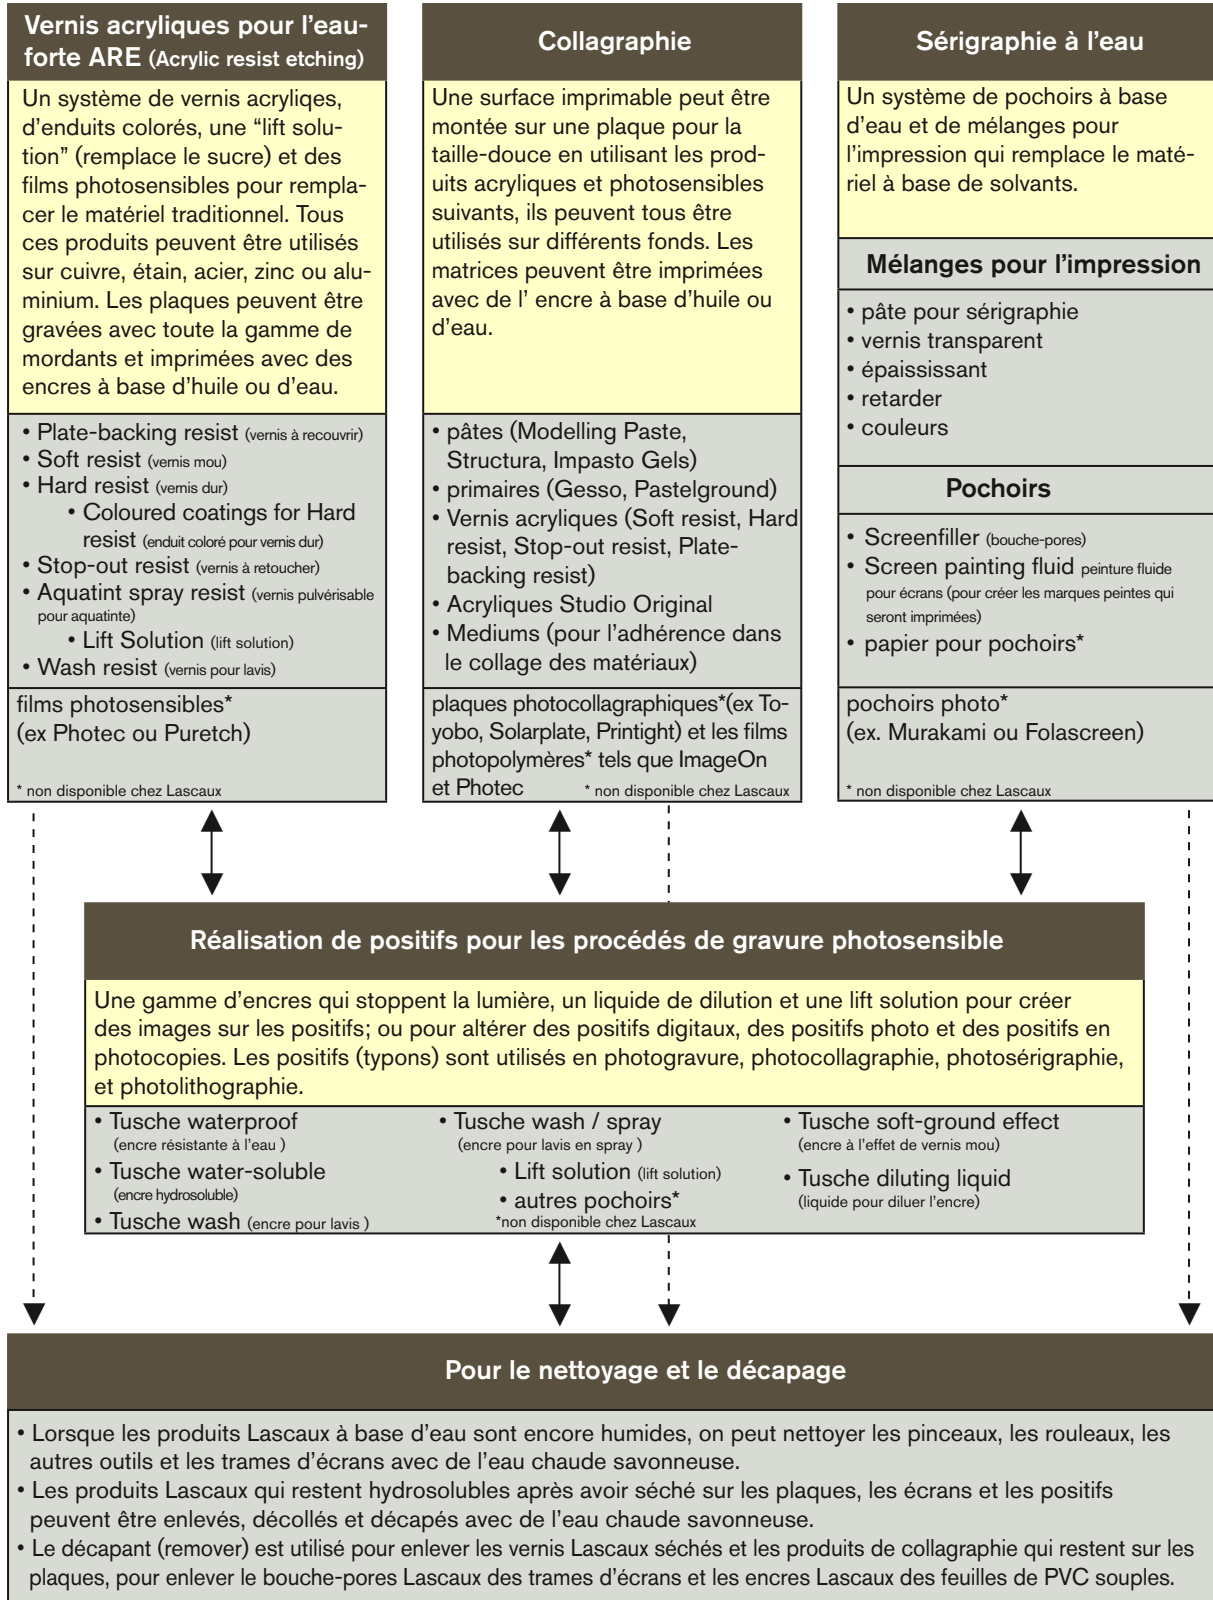 Vernis acryliques pour l'eau-
forte ARE (Acrylic resist etching)
Un système de vernis acryliqes,
d'enduits colorés, une “lift solu-
tion” (remplace le sucre) et des
films photosensibles pour rempla-
cer le matériel traditionnel. Tous
ces produits peuvent être utilisés
sur cuivre, étain, acier, zinc ou alu-
minium. Les plaques peuvent être
gravées avec toute la gamme de
mordants et imprimées avec des
encres à base d'huile ou d'eau.
• Plate-backing resist (vernis à recouvrir)
• Soft resist (vernis mou)
• Hard resist (vernis dur)
• Coloured coatings for Hard
resist (enduit coloré pour vernis dur)
• Stop-out resist (vernis à retoucher)
• Aquatint spray resist (vernis pulvérisable
pour aquatinte)
• Lift Solution (lift solution)
• Wash resist (vernis pour lavis)
films photosensibles*
(ex Photec ou Puretch)
* non disponible chez Lascaux
Collagraphie
Une surface imprimable peut être
montée sur une plaque pour la
taille-douce en utilisant les prod-
uits acryliques et photosensibles
suivants, ils peuvent tous être
utilisés sur différents fonds. Les
matrices peuvent être imprimées
avec de l' encre à base d'huile ou
d'eau.
• pâtes (Modelling Paste,
Structura, Impasto Gels)
• primaires (Gesso, Pastelground)
• Vernis acryliques (Soft resist, Hard
resist, Stop-out resist, Plate-
backing resist)
• Acryliques Studio Original
• Mediums (pour l'adhérence dans
le collage des matériaux)
plaques photocollagraphiques*(ex To-
yobo, Solarplate, Printight) et les films
photopolymères* tels que ImageOn
et Photec * non disponible chez Lascaux
Sérigraphie à l'eau
Un système de pochoirs à base
d'eau et de mélanges pour
l'impression qui remplace le maté-
riel à base de solvants.
Mélanges pour l'impression
• pâte pour sérigraphie
• vernis transparent
• épaississant
• retarder
• couleurs
Pochoirs
• Screenfiller (bouche-pores)
• Screen painting fluid peinture fluide
pour écrans (pour créer les marques peintes qui
seront imprimées)
• papier pour pochoirs*
pochoirs photo*
(ex. Murakami ou Folascreen)
* non disponible chez Lascaux
Réalisation de positifs pour les procédés de gravure photosensible
Une gamme d'encres qui stoppent la lumière, un liquide de dilution et une lift solution pour créer
des images sur les positifs; ou pour altérer des positifs digitaux, des positifs photo et des positifs en
photocopies. Les positifs (typons) sont utilisés en photogravure, photocollagraphie, photosérigraphie,
et photolithographie.
• Tusche waterproof
(encre résistante à l'eau )
• Tusche water-soluble
(encre hydrosoluble)
• Tusche wash (encre pour lavis )
• Tusche wash / spray
(encre pour lavis en spray )
• Lift solution (lift solution)
• autres pochoirs*
*non disponible chez Lascaux
• Tusche soft-ground effect
(encre à l'effet de vernis mou)
• Tusche diluting liquid
(liquide pour diluer l'encre)
Pour le nettoyage et le décapage
• Lorsque les produits Lascaux à base d'eau sont encore humides, on peut nettoyer les pinceaux, les rouleaux, les
autres outils et les trames d'écrans avec de l'eau chaude savonneuse.
• Les produits Lascaux qui restent hydrosolubles après avoir séché sur les plaques, les écrans et les positifs
peuvent être enlevés, décollés et décapés avec de l'eau chaude savonneuse.
• Le décapant (remover) est utilisé pour enlever les vernis Lascaux séchés et les produits de collagraphie qui restent sur les
plaques, pour enlever le bouche-pores Lascaux des trames d'écrans et les encres Lascaux des feuilles de PVC souples.